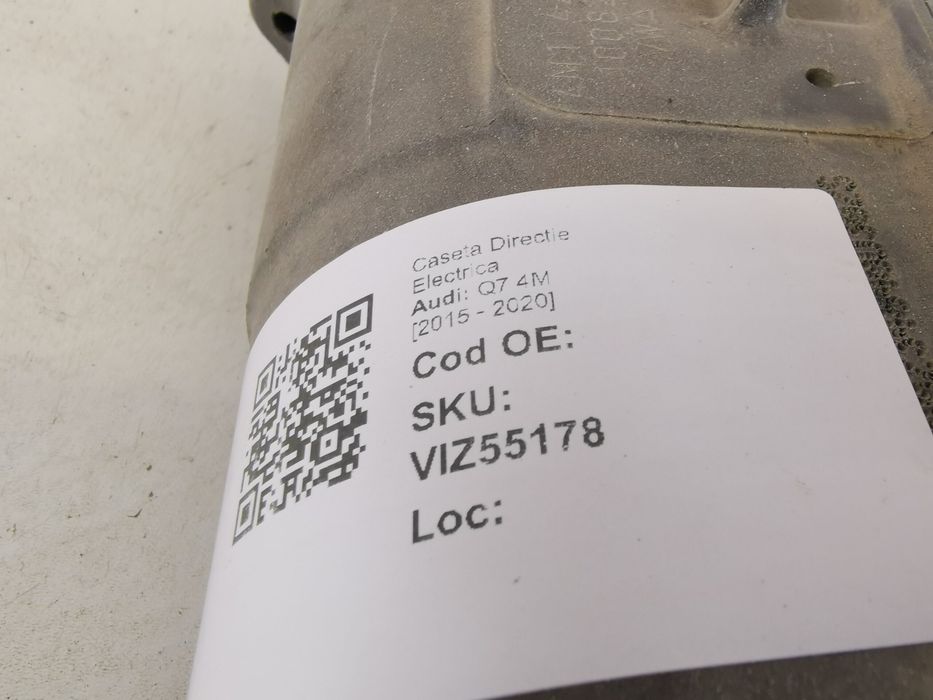 Caseta Directie
Electrica
Audi: Q7 4M
[2015 - 2020]
Cod OE:
SKU:
VIZ55178
Loc: